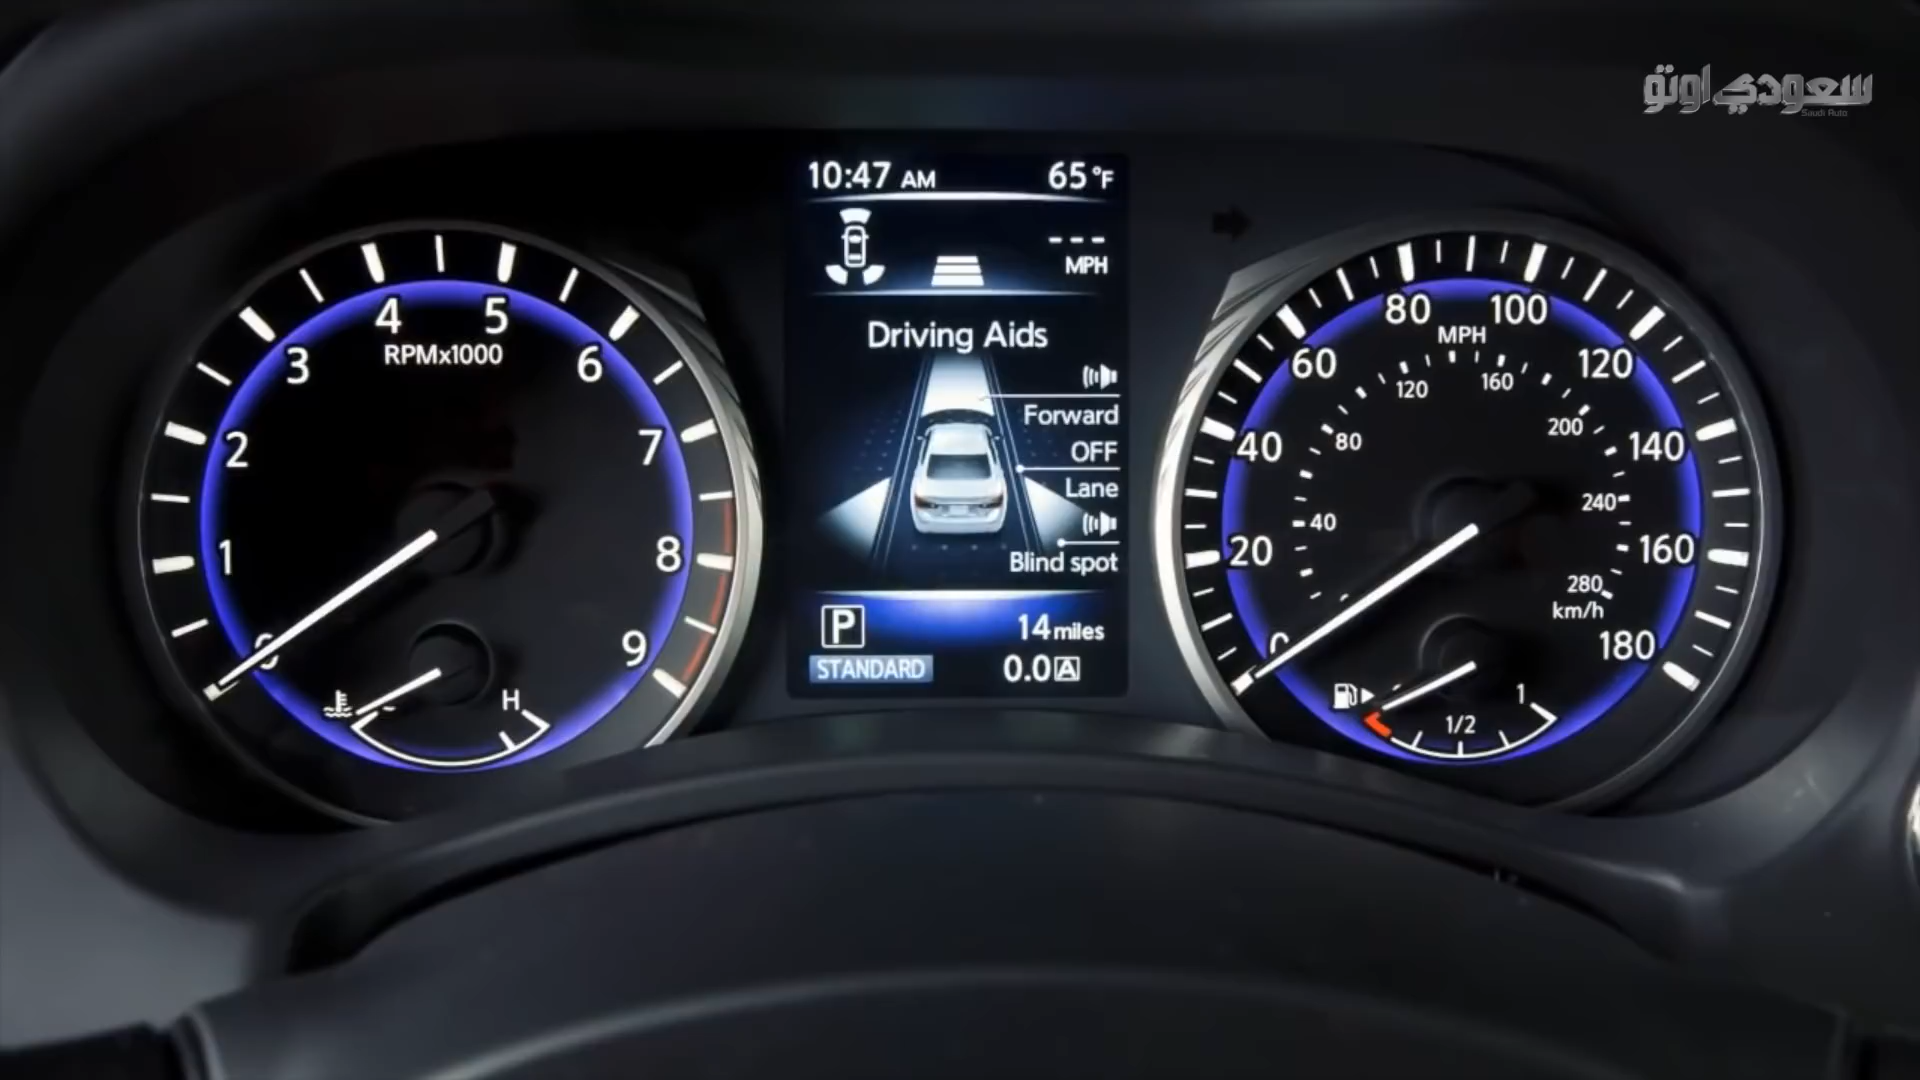 سعودي اوتو
Saudi Auto
10:47 AM 65 °F
--- MPH
Driving Aids
Forward
OFF
Lane
Blind spot
P 14 miles
STANDARD 0.0 A
0 1 2 3 4 5 6 7 8 9
RPMx1000
H
0 20 40 60 80 100 120 140 160 180
MPH
40 80 120 160 200 240 280
km/h
1/2 1